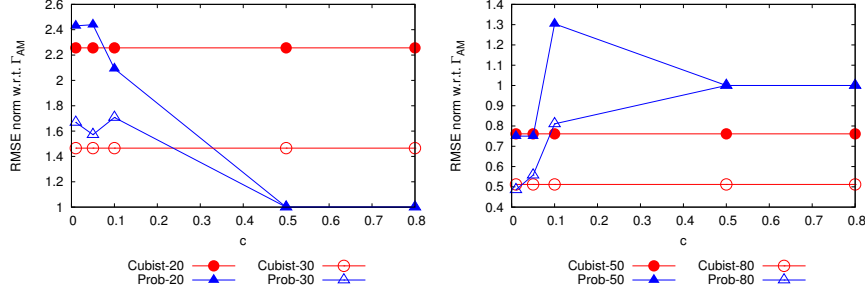 RMSE norm w.r.t. Γ_AM
2.6
2.4
2.2
2
1.8
1.6
1.4
1.2
1
0 0.1 0.2 0.3 0.4 0.5 0.6 0.7 0.8
c
Cubist-20 Cubist-30
Prob-20 Prob-30
RMSE norm w.r.t. Γ_AM
1.4
1.3
1.2
1.1
1
0.9
0.8
0.7
0.6
0.5
0.4
0 0.1 0.2 0.3 0.4 0.5 0.6 0.7 0.8
c
Cubist-50 Cubist-80
Prob-50 Prob-80